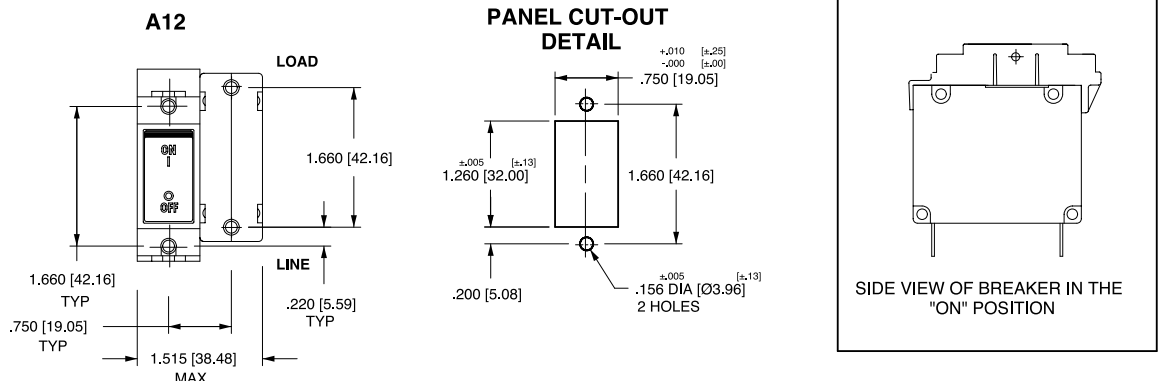 A12
LOAD
ON
I
O
OFF
1.660 [42.16]
LINE
1.660 [42.16]
TYP
.220 [5.59]
TYP
.750 [19.05]
TYP
1.515 [38.48]
MAX
PANEL CUT-OUT
DETAIL
+.010 [±.25]
-.000 [±.00]
.750 [19.05]
±.005 [±.13]
1.260 [32.00]
1.660 [42.16]
.200 [5.08]
±.005 [±.13]
.156 DIA [Ø3.96]
2 HOLES
SIDE VIEW OF BREAKER IN THE
"ON" POSITION